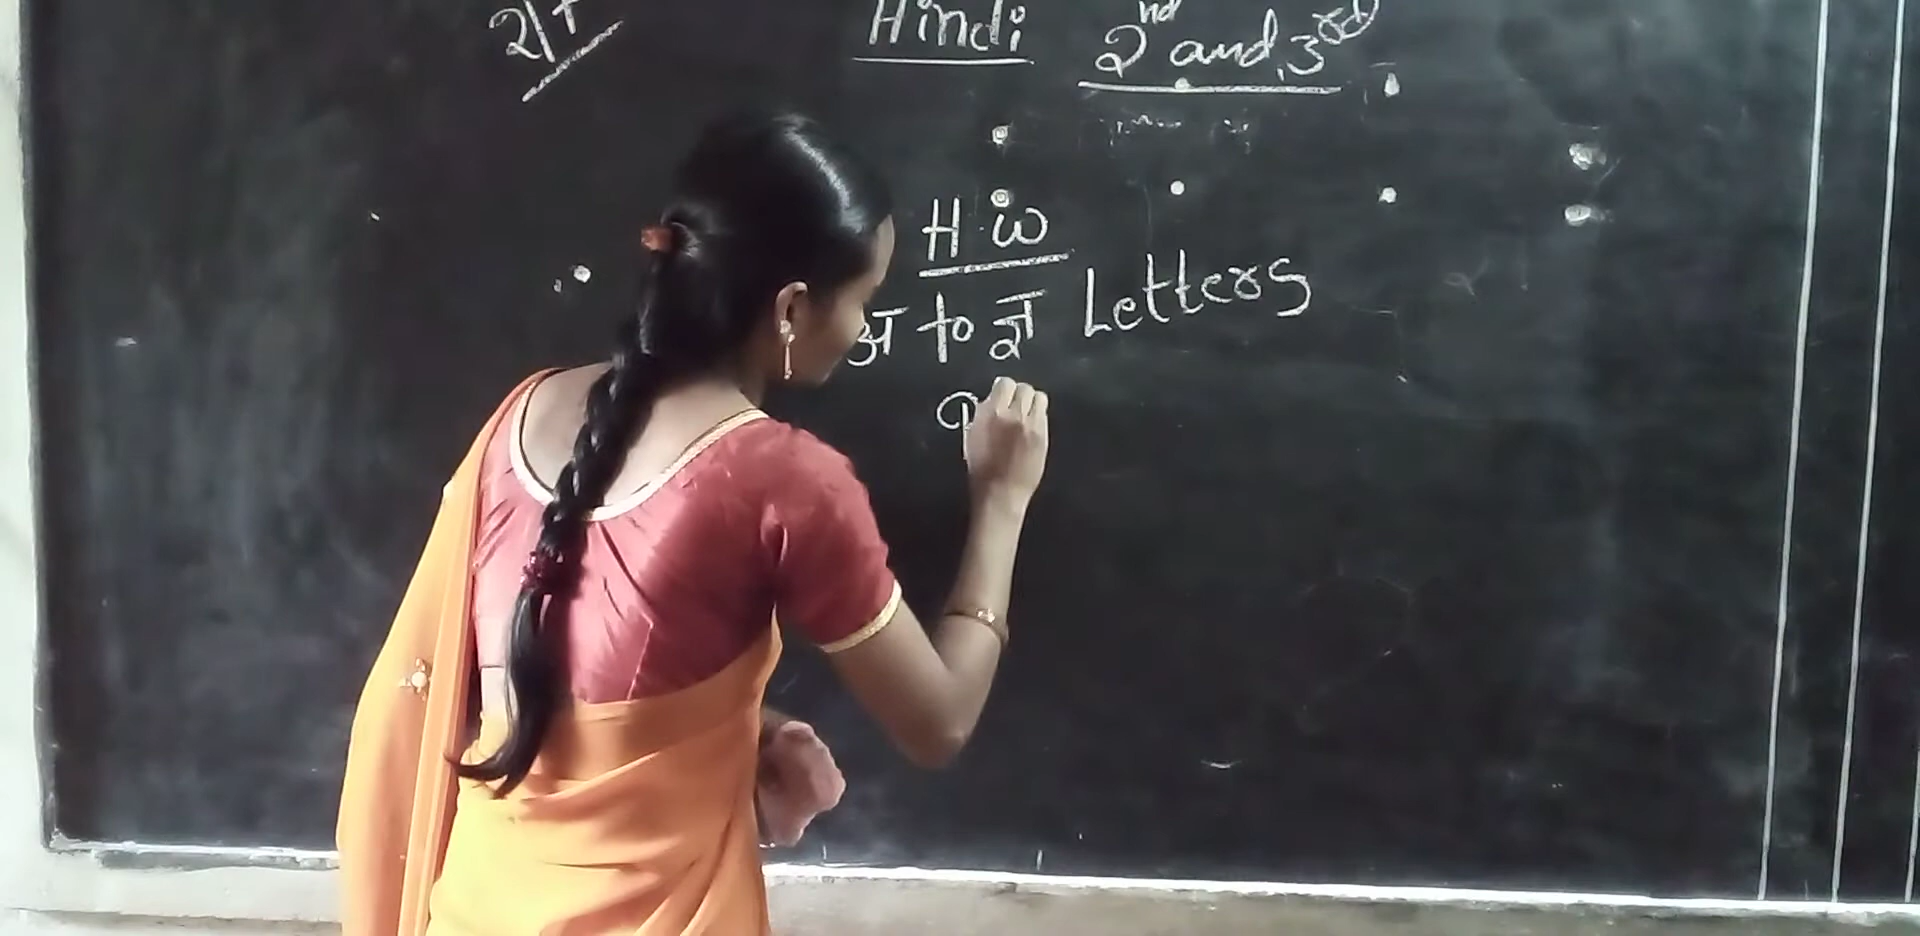 Hindi 2nd and 3rd
H.w
अ to ज्ञ Letters